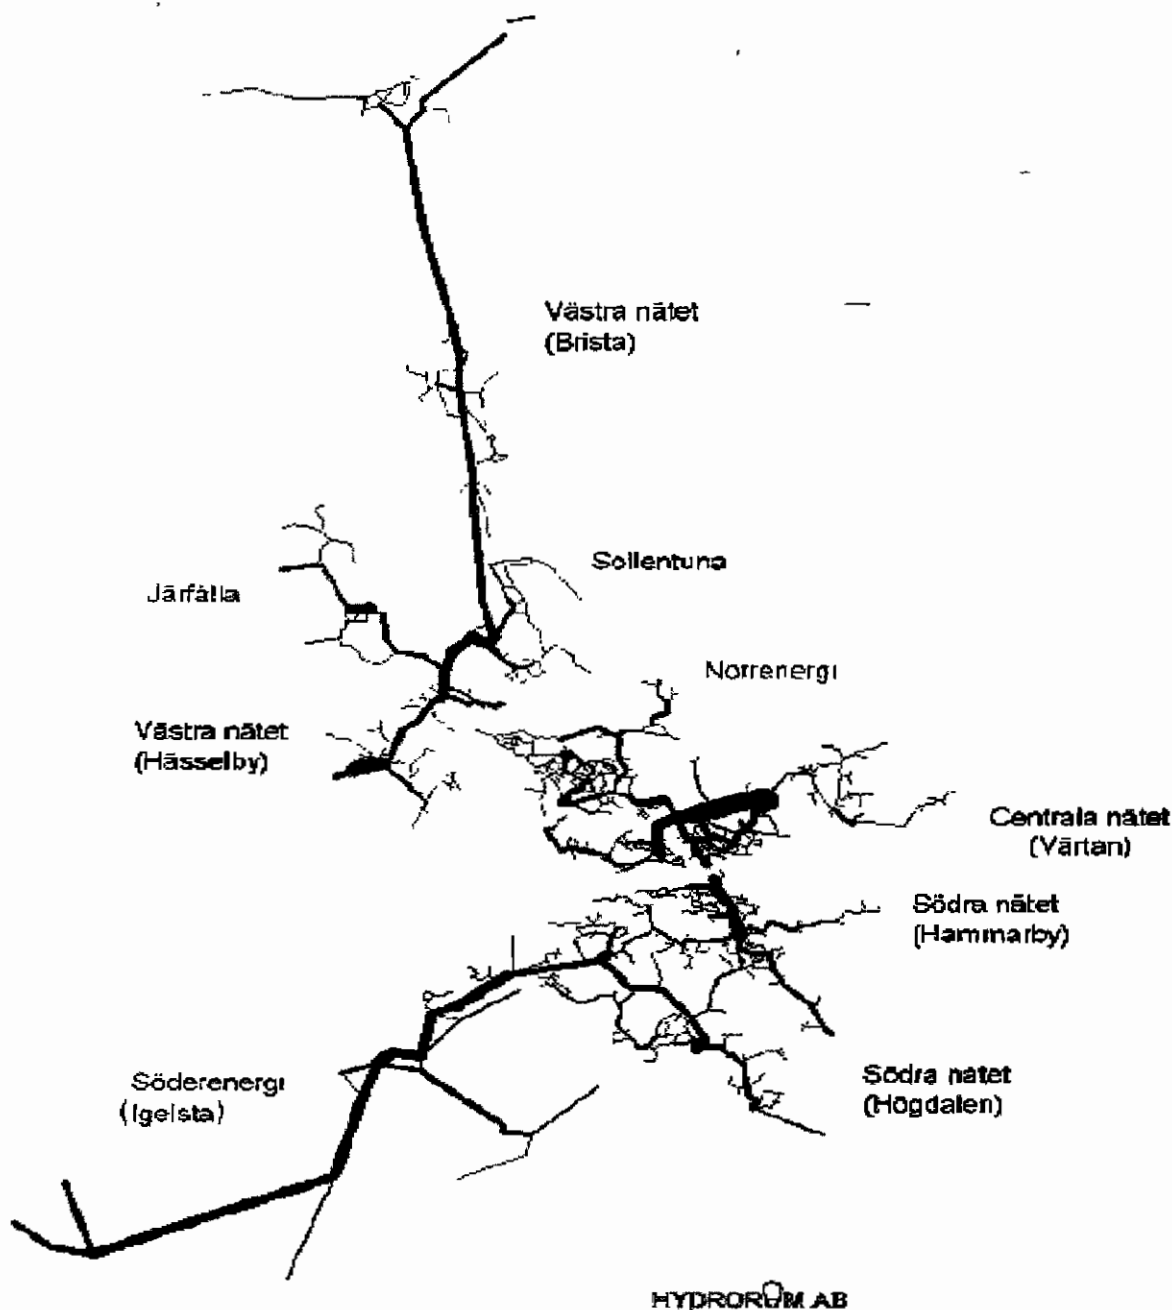 Västra nätet
(Brista)
Sollentuna
Järfälla
Norrenergi
Västra nätet
(Hässelby)
Centrala nätet
(Värtan)
Södra nätet
(Hammarby)
Södra nätet
(Högdalen)
Söderenergi
(Igelsta)
HYDRORUM AB